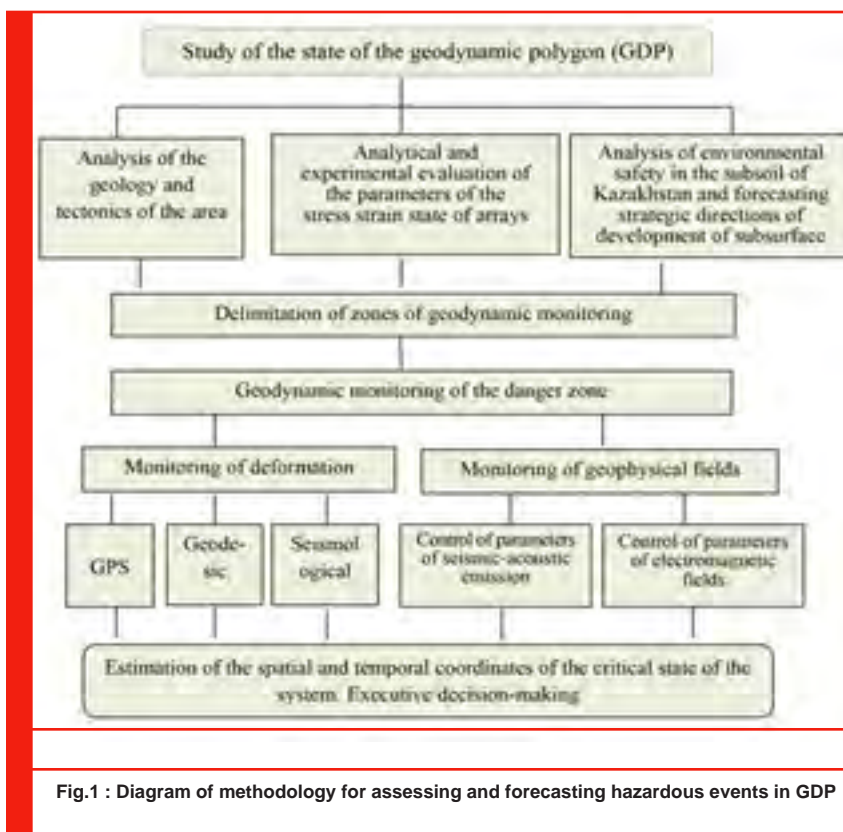 Study of the state of the geodynamic polygon (GDP)
Analysis of the
geology and
tectonics of the area
Analytical and
experimental evaluation of
the parameters of the
stress strain state of arrays
Analysis of environmental
safety in the subsoil of
Kazakhstan and forecasting
strategic directions of
development of subsurface
Delimitation of zones of geodynamic monitoring
Geodynamic monitoring of the danger zone
Monitoring of deformation
Monitoring of geophysical fields
GPS
Geode-
sic
Seismol
ogical
Control of parameters
of seismic-acoustic
emission
Control of parameters
of electromagnetic
fields
Estimation of the spatial and temporal coordinates of the critical state of the
system. Executive decision-making
Fig.1 : Diagram of methodology for assessing and forecasting hazardous events in GDP